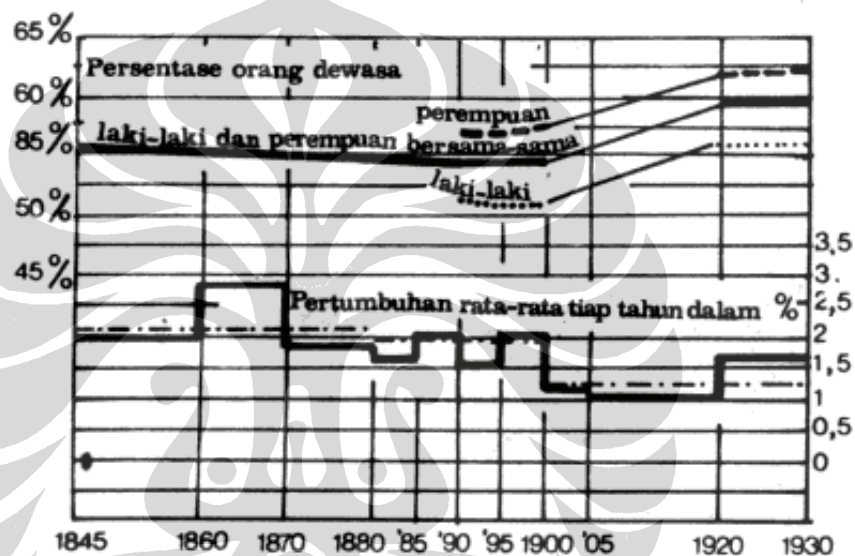 65%
Persentase orang dewasa
60%
perempuan
85%
laki-laki dan perempuan bersama-sama
laki-laki
50%
3,5
45%
3
Pertumbuhan rata-rata tiap tahun dalam %
2,5
2
1,5
1
0,5
0
1845 1860 1870 1880 '85 '90 '95 1900 '05 1920 1930